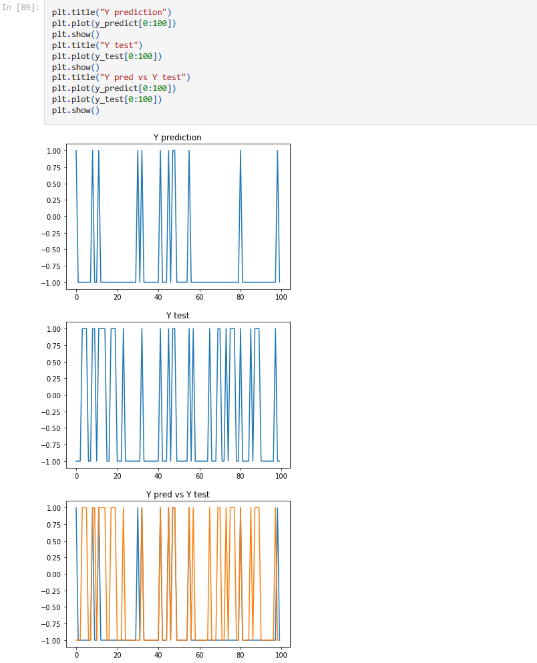 In [89]:
plt.title("Y prediction")
plt.plot(y_predict[0:100])
plt.show()
plt.title("Y test")
plt.plot(y_test[0:100])
plt.show()
plt.title("Y pred vs Y test")
plt.plot(y_predict[0:100])
plt.plot(y_test[0:100])
plt.show()
Y prediction
1.00
0.75
0.50
0.25
0.00
−0.25
−0.50
−0.75
−1.00
0 20 40 60 80 100
Y test
1.00
0.75
0.50
0.25
0.00
−0.25
−0.50
−0.75
−1.00
0 20 40 60 80 100
Y pred vs Y test
1.00
0.75
0.50
0.25
0.00
−0.25
−0.50
−0.75
−1.00
0 20 40 60 80 100